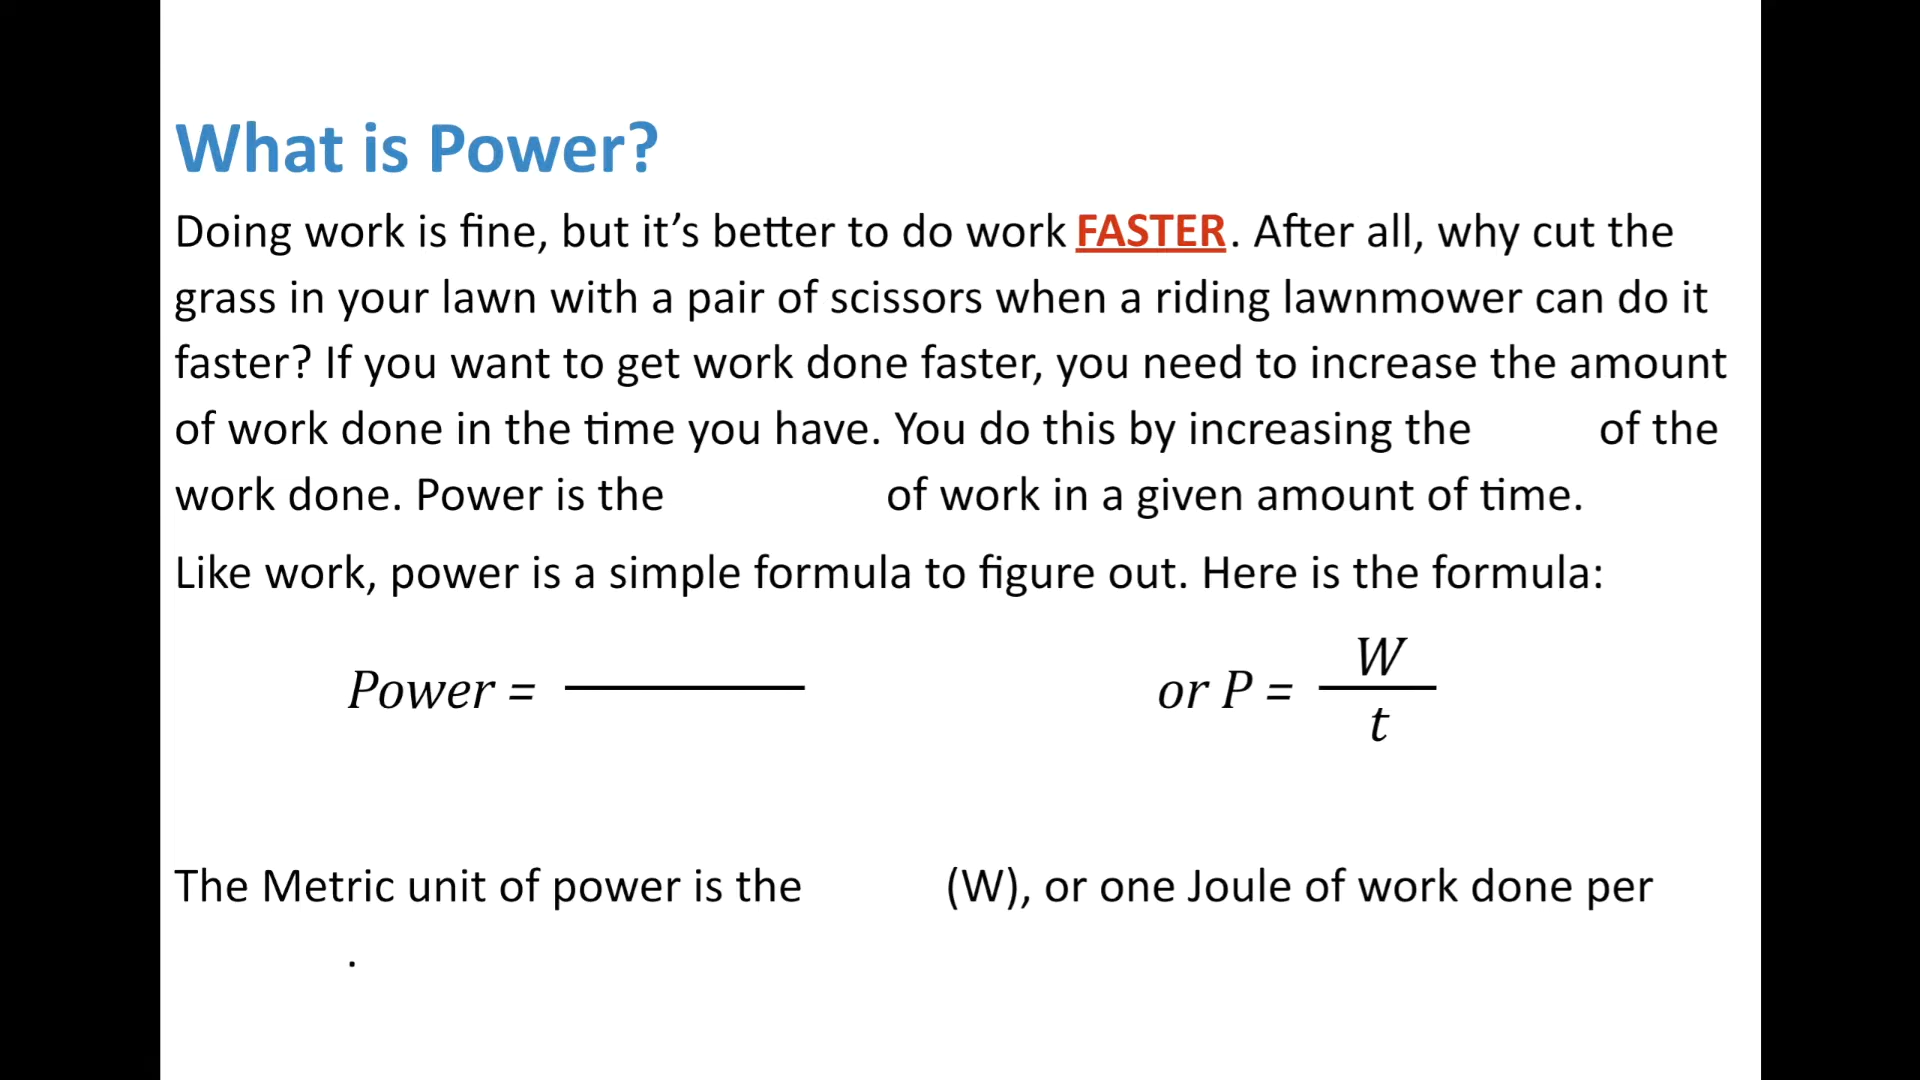 What is Power?
Doing work is fine, but it’s better to do work FASTER. After all, why cut the
grass in your lawn with a pair of scissors when a riding lawnmower can do it
faster? If you want to get work done faster, you need to increase the amount
of work done in the time you have. You do this by increasing the of the
work done. Power is the of work in a given amount of time.
Like work, power is a simple formula to figure out. Here is the formula:
Power = or P = W
t
The Metric unit of power is the (W), or one Joule of work done per
.